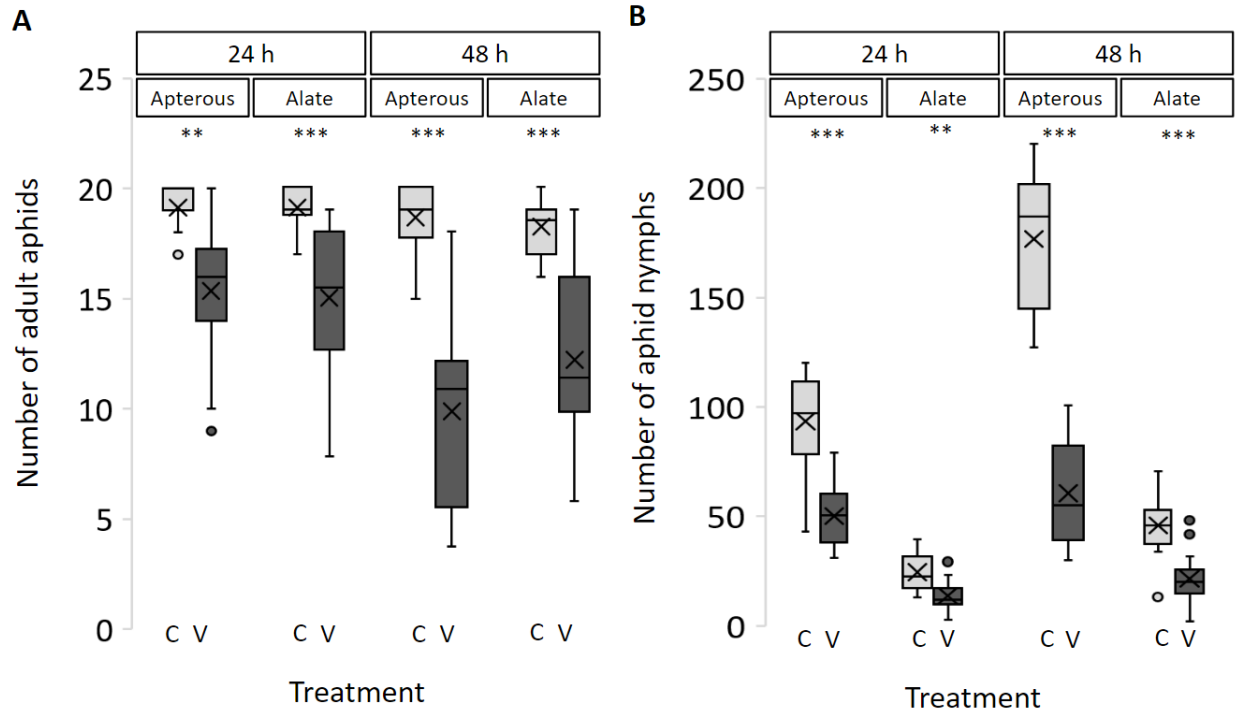 A
24 h
48 h
Apterous
Alate
Apterous
Alate
**
***
***
***
25
20
15
10
5
0
Number of adult aphids
C V
C V
C V
C V
Treatment
B
24 h
48 h
Apterous
Alate
Apterous
Alate
***
**
***
***
250
200
150
100
50
0
Number of aphid nymphs
C V
C V
C V
C V
Treatment